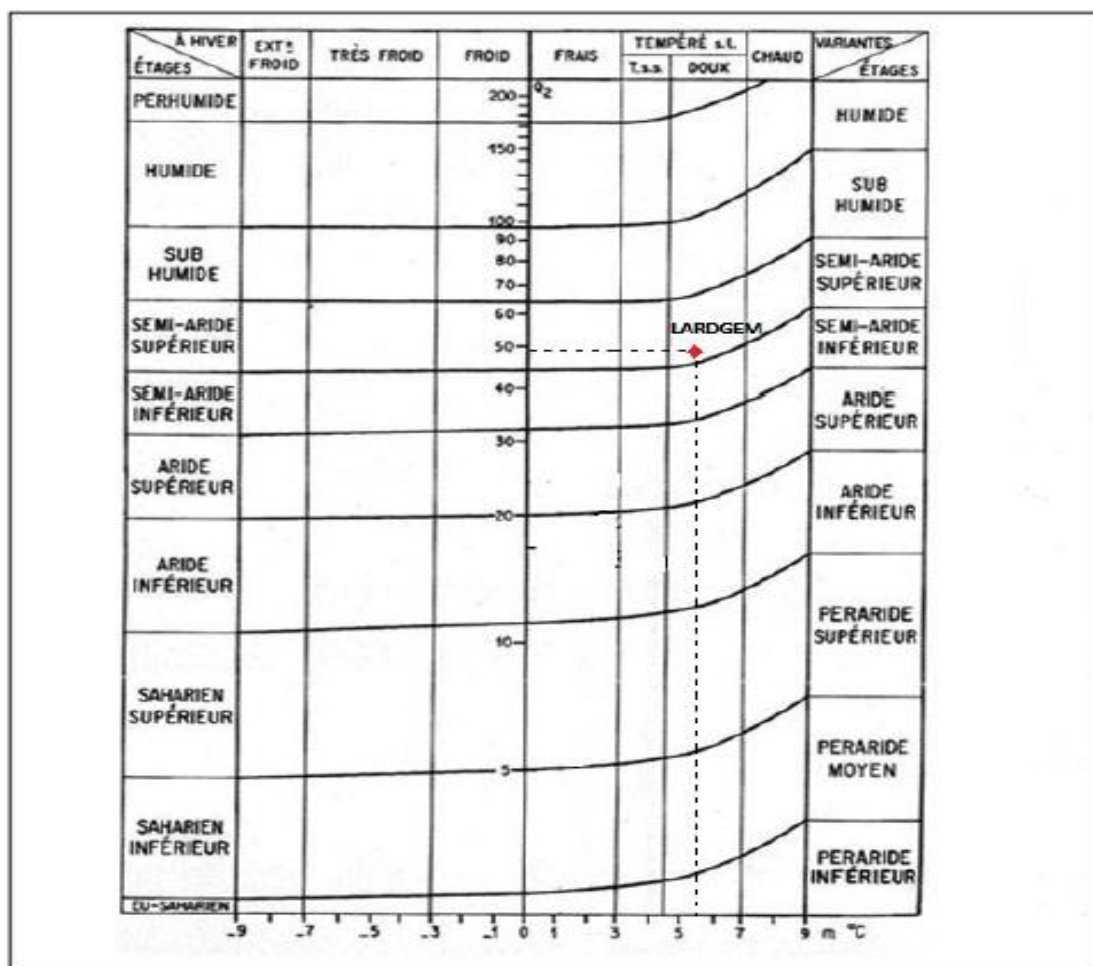 À HIVER
ÉTAGES
EXTt
FROID
TRÈS FROID
FROID
FRAIS
TEMPÉRÉ s.l.
T.s.s.
DOUX
CHAUD
VARIANTES
ÉTAGES
PERHUMIDE
HUMIDE
SUB
HUMIDE
SEMI-ARIDE
SUPÉRIEUR
SEMI-ARIDE
INFÉRIEUR
ARIDE
SUPÉRIEUR
ARIDE
INFÉRIEUR
SAHARIEN
SUPÉRIEUR
SAHARIEN
INFÉRIEUR
EU-SAHARIEN
Q2
200
150
100
90
80
70
60
50
40
30
20
10
5
LARDGEM
HUMIDE
SUB
HUMIDE
SEMI-ARIDE
SUPÉRIEUR
SEMI-ARIDE
INFÉRIEUR
ARIDE
SUPÉRIEUR
ARIDE
INFÉRIEUR
PERARIDE
SUPÉRIEUR
PERARIDE
MOYEN
PERARIDE
INFÉRIEUR
-9 -7 -5 -3 -1 0 1 3 5 7 9 m °C